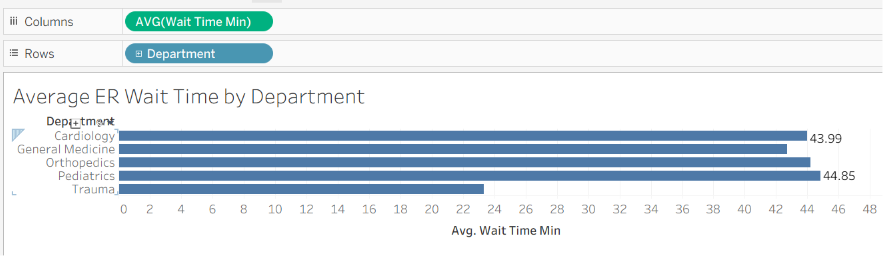 Columns AVG(Wait Time Min)
Rows Department
Average ER Wait Time by Department
Department
Cardiology 43.99
General Medicine
Orthopedics
Pediatrics 44.85
Trauma
0 2 4 6 8 10 12 14 16 18 20 22 24 26 28 30 32 34 36 38 40 42 44 46 48
Avg. Wait Time Min